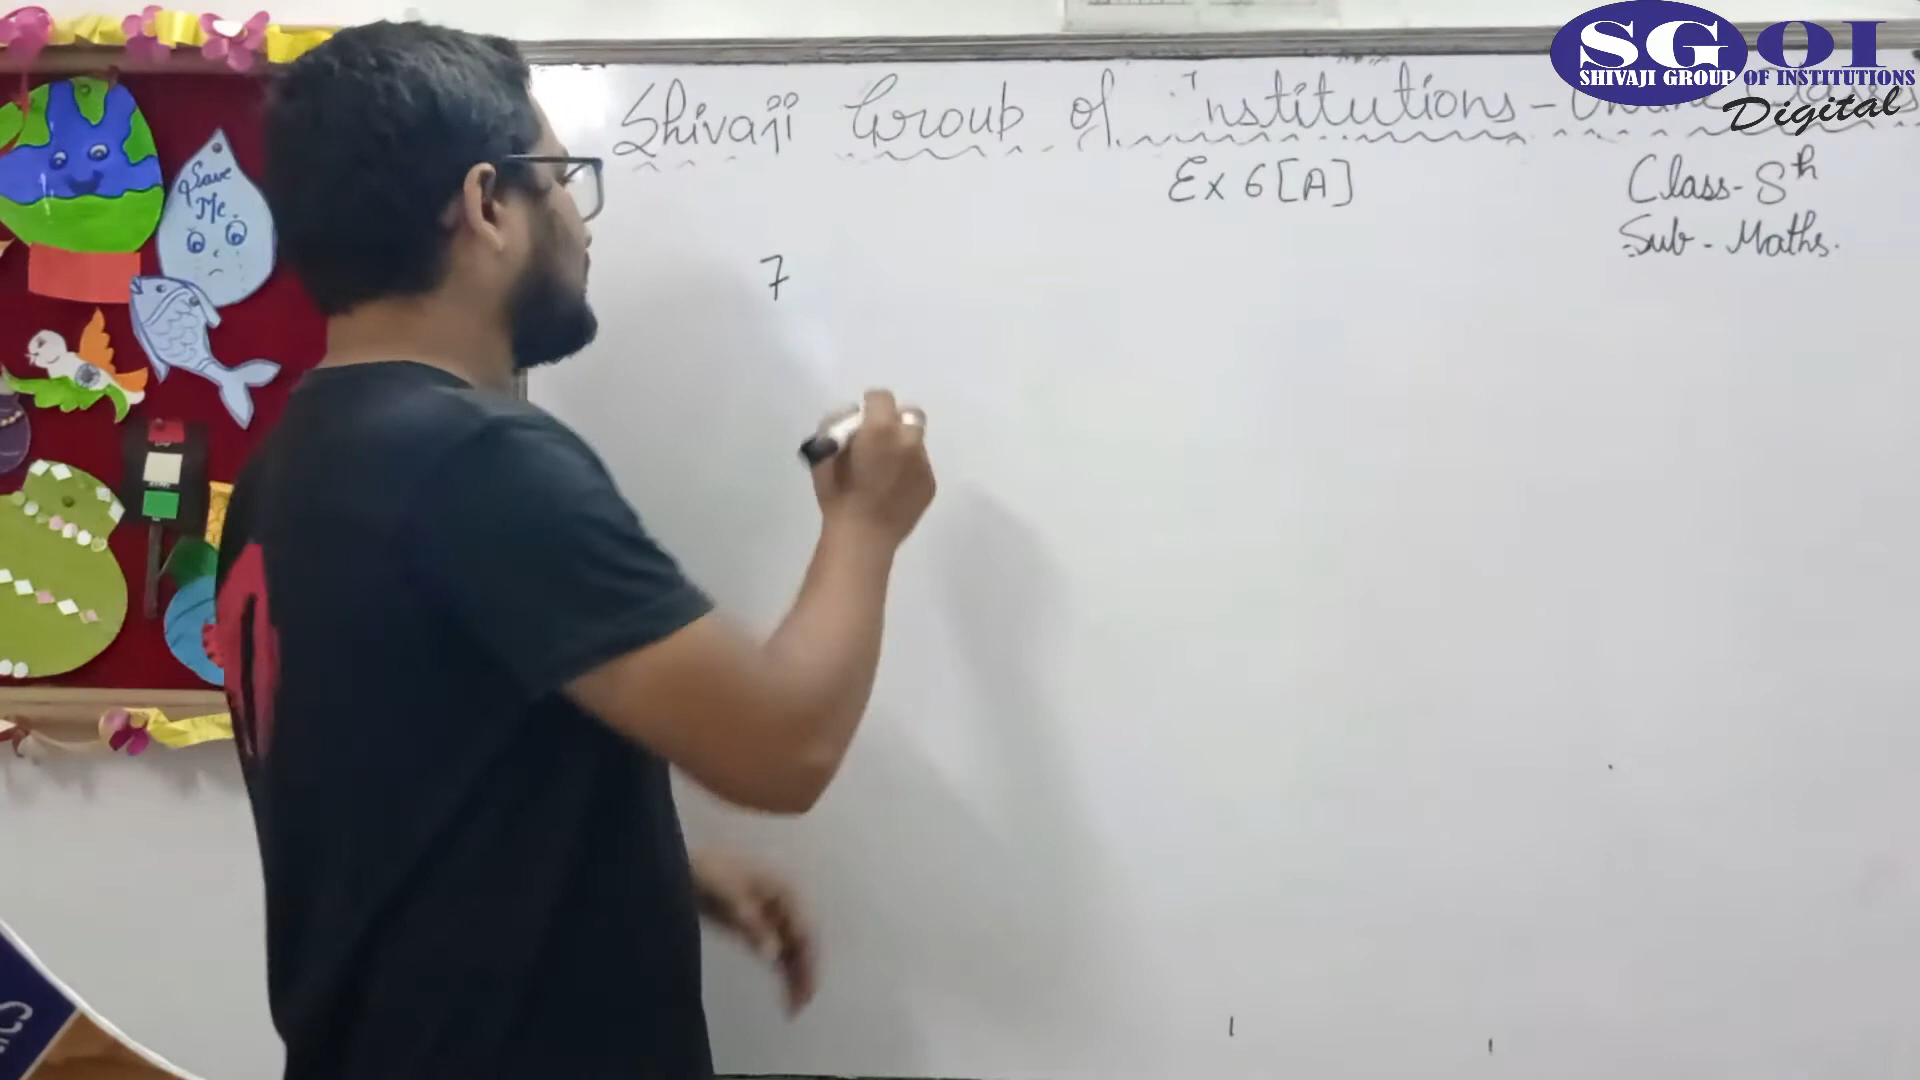 SGOI
SHIVAJI GROUP OF INSTITUTIONS
Digital
Shivaji Group of Institutions -
Ex 6 [A]
Class - 8th
Sub - Maths.
7
Save
Me.